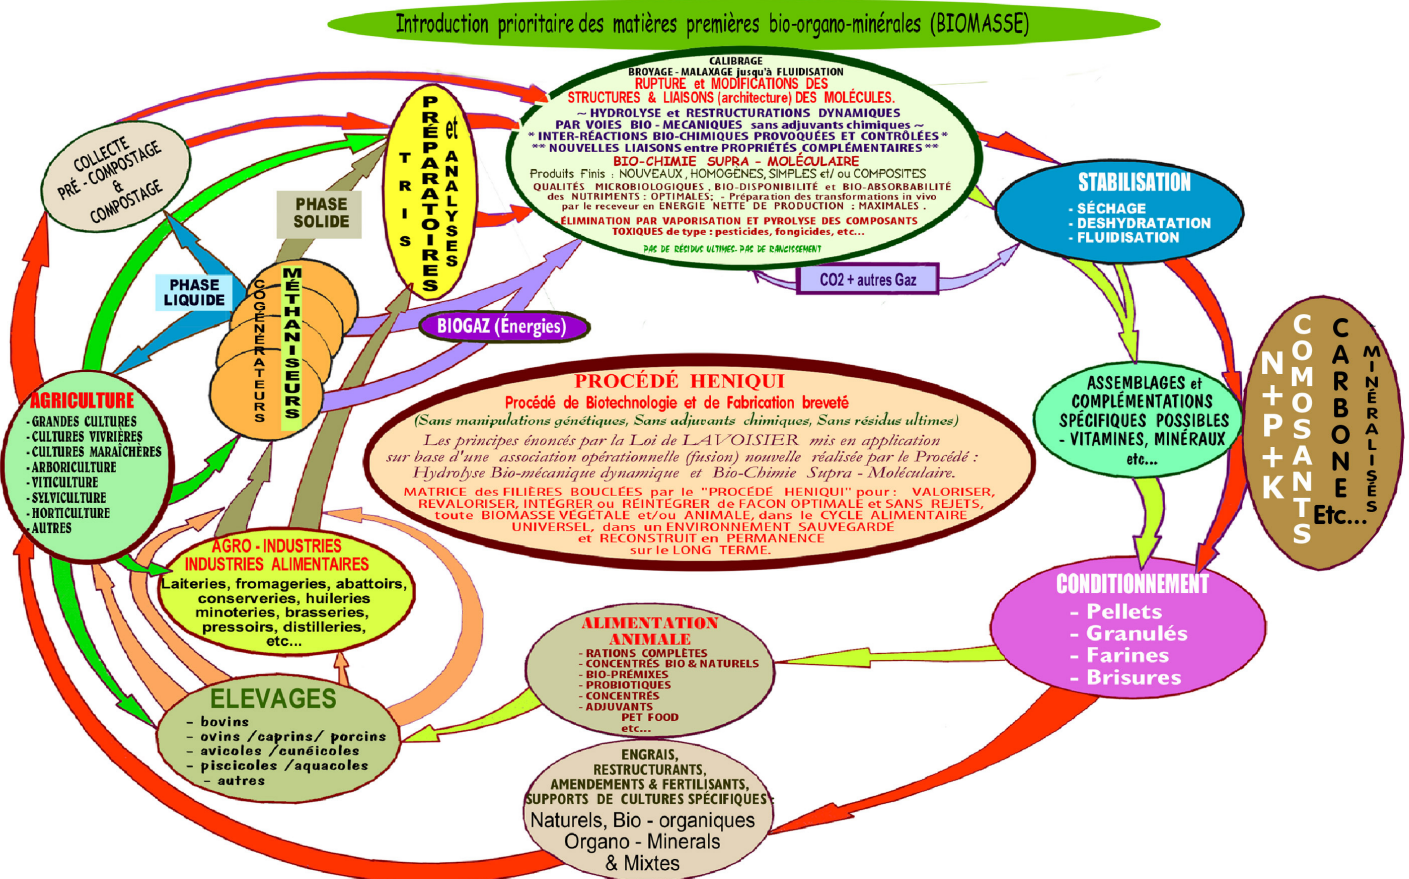 Introduction prioritaire des matières premières bio-organo-minérales (BIOMASSE)
CALIBRAGE
BROYAGE - MALAXAGE jusqu'à FLUIDISATION
RUPTURE et MODIFICATIONS DES
STRUCTURES & LIAISONS (architecture) DES MOLÉCULES.
~ HYDROLYSE et RESTRUCTURATIONS DYNAMIQUES
PAR VOIES BIO - MECANIQUES sans adjuvants chimiques ~
* INTER-RÉACTIONS BIO-CHIMIQUES PROVOQUÉES ET CONTRÔLÉES *
** NOUVELLES LIAISONS entre PROPRIÉTÉS COMPLÉMENTAIRES **
BIO-CHIMIE SUPRA - MOLÉCULAIRE
Produits Finis : NOUVEAUX, HOMOGÈNES, SIMPLES et/ ou COMPOSITES
QUALITÉS MICROBIOLOGIQUES, BIO-DISPONIBILITÉ et BIO-ABSORBABILITÉ
des NUTRIMENTS : OPTIMALES; - Préparation des transformations in vivo
par le receveur en ENERGIE NETTE DE PRODUCTION : MAXIMALES .
-ÉLIMINATION PAR VAPORISATION ET PYROLYSE DES COMPOSANTS
TOXIQUES de type : pesticides, fongicides, etc...
PAS DE RÉSIDUS ULTIMES- PAS DE RANCISSEMENT
COLLECTE
PRÉ - COMPOSTAGE
&
COMPOSTAGE
PHASE
SOLIDE
TRIS
PRÉPARATOIRES
et
ANALYSES
STABILISATION
- SÉCHAGE
- DESHYDRATATION
- FLUIDISATION
CO2 + autres Gaz
PHASE
LIQUIDE
COGÉNÉRATEURS
MÉTHANISEURS
BIOGAZ (Énergies)
AGRICULTURE
- GRANDES CULTURES
- CULTURES VIVRIÈRES
- CULTURES MARAÎCHÈRES
- ARBORICULTURE
- VITICULTURE
- SYLVICULTURE
- HORTICULTURE
- AUTRES
PROCÉDÉ HENIQUI
Procédé de Biotechnologie et de Fabrication breveté
(Sans manipulations génétiques, Sans adjuvants chimiques, Sans résidus ultimes)
Les principes énoncés par la Loi de LAVOISIER mis en application
sur base d'une association opérationnelle (fusion) nouvelle réalisée par le Procédé :
Hydrolyse Bio-mécanique dynamique et Bio-Chimie Supra - Moléculaire.
MATRICE des FILIÈRES BOUCLÉES par le "PROCÉDÉ HENIQUI" pour : VALORISER,
REVALORISER, INTÉGRER ou RÉINTÉGRER de FAÇON OPTIMALE et SANS REJETS,
toute BIOMASSE VÉGÉTALE et/ou ANIMALE, dans le CYCLE ALIMENTAIRE
UNIVERSEL, dans un ENVIRONNEMENT SAUVEGARDÉ
et RECONSTRUIT en PERMANENCE
sur le LONG TERME.
ASSEMBLAGES et
COMPLÉMENTATIONS
SPÉCIFIQUES POSSIBLES
- VITAMINES, MINÉRAUX
etc...
N+P+K
COMOSANTS
CARBONE
MINÉRALISÉS
Etc...
AGRO - INDUSTRIES
INDUSTRIES ALIMENTAIRES
Laiteries, fromageries, abattoirs,
conserveries, huileries
minoteries, brasseries,
pressoirs, distilleries,
etc...
CONDITIONNEMENT
- Pellets
- Granulés
- Farines
- Brisures
ALIMENTATION
ANIMALE
- RATIONS COMPLÈTES
- CONCENTRÉS BIO & NATURELS
- BIO-PRÉMIXES
- PROBIOTIQUES
- CONCENTRÉS
- ADJUVANTS
PET FOOD
etc...
ELEVAGES
- bovins
- ovins /caprins/ porcins
- avicoles /cunéicoles
- piscicoles /aquacoles
- autres
ENGRAIS,
RESTRUCTURANTS,
AMENDEMENTS & FERTILISANTS,
SUPPORTS DE CULTURES SPÉCIFIQUES-
Naturels, Bio - organiques
Organo - Minerals
& Mixtes